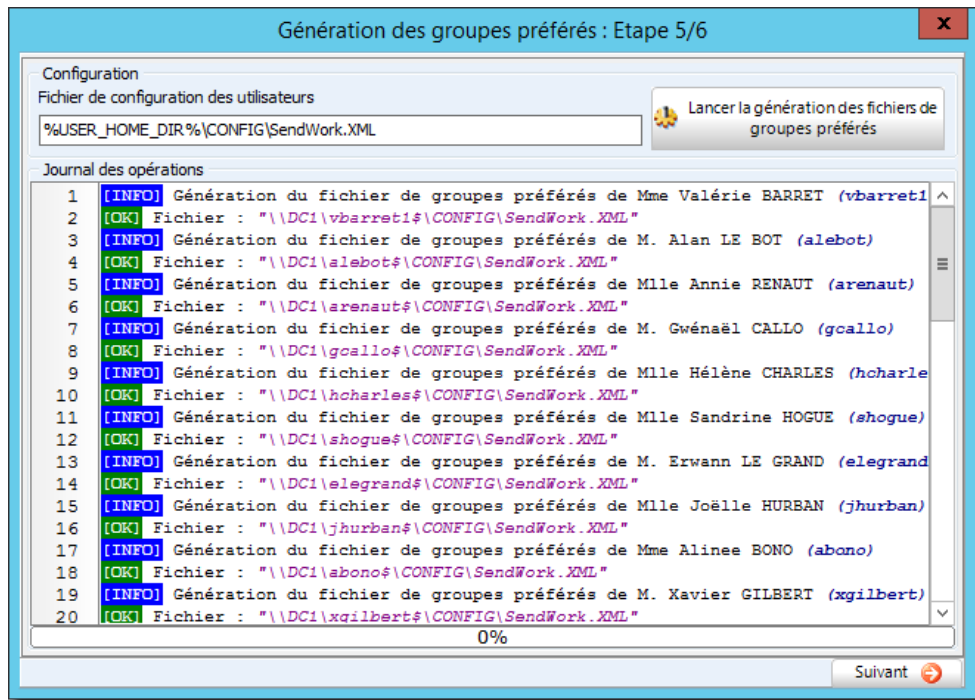 Génération des groupes préférés : Etape 5/6
x
Configuration
Fichier de configuration des utilisateurs
%USER_HOME_DIR%\CONFIG\SendWork.XML
Lancer la génération des fichiers de
groupes préférés
Journal des opérations
1 [INFO] Génération du fichier de groupes préférés de Mme Valérie BARRET (vbarret1
2 [OK] Fichier : "\\DC1\vbarret1$\CONFIG\SendWork.XML"
3 [INFO] Génération du fichier de groupes préférés de M. Alan LE BOT (alebot)
4 [OK] Fichier : "\\DC1\alebot$\CONFIG\SendWork.XML"
5 [INFO] Génération du fichier de groupes préférés de Mlle Annie RENAUT (arenaut)
6 [OK] Fichier : "\\DC1\arenaut$\CONFIG\SendWork.XML"
7 [INFO] Génération du fichier de groupes préférés de M. Gwénaël CALLO (gcallo)
8 [OK] Fichier : "\\DC1\gcallo$\CONFIG\SendWork.XML"
9 [INFO] Génération du fichier de groupes préférés de Mlle Hélène CHARLES (hcharle
10 [OK] Fichier : "\\DC1\hcharles$\CONFIG\SendWork.XML"
11 [INFO] Génération du fichier de groupes préférés de Mlle Sandrine HOGUE (shogue)
12 [OK] Fichier : "\\DC1\shogue$\CONFIG\SendWork.XML"
13 [INFO] Génération du fichier de groupes préférés de M. Erwann LE GRAND (elegrand
14 [OK] Fichier : "\\DC1\elegrand$\CONFIG\SendWork.XML"
15 [INFO] Génération du fichier de groupes préférés de Mlle Joëlle HURBAN (jhurban)
16 [OK] Fichier : "\\DC1\jhurban$\CONFIG\SendWork.XML"
17 [INFO] Génération du fichier de groupes préférés de Mme Alinee BONO (abono)
18 [OK] Fichier : "\\DC1\abono$\CONFIG\SendWork.XML"
19 [INFO] Génération du fichier de groupes préférés de M. Xavier GILBERT (xgilbert)
20 [OK] Fichier : "\\DC1\xgilbert$\CONFIG\SendWork.XML"
0%
Suivant